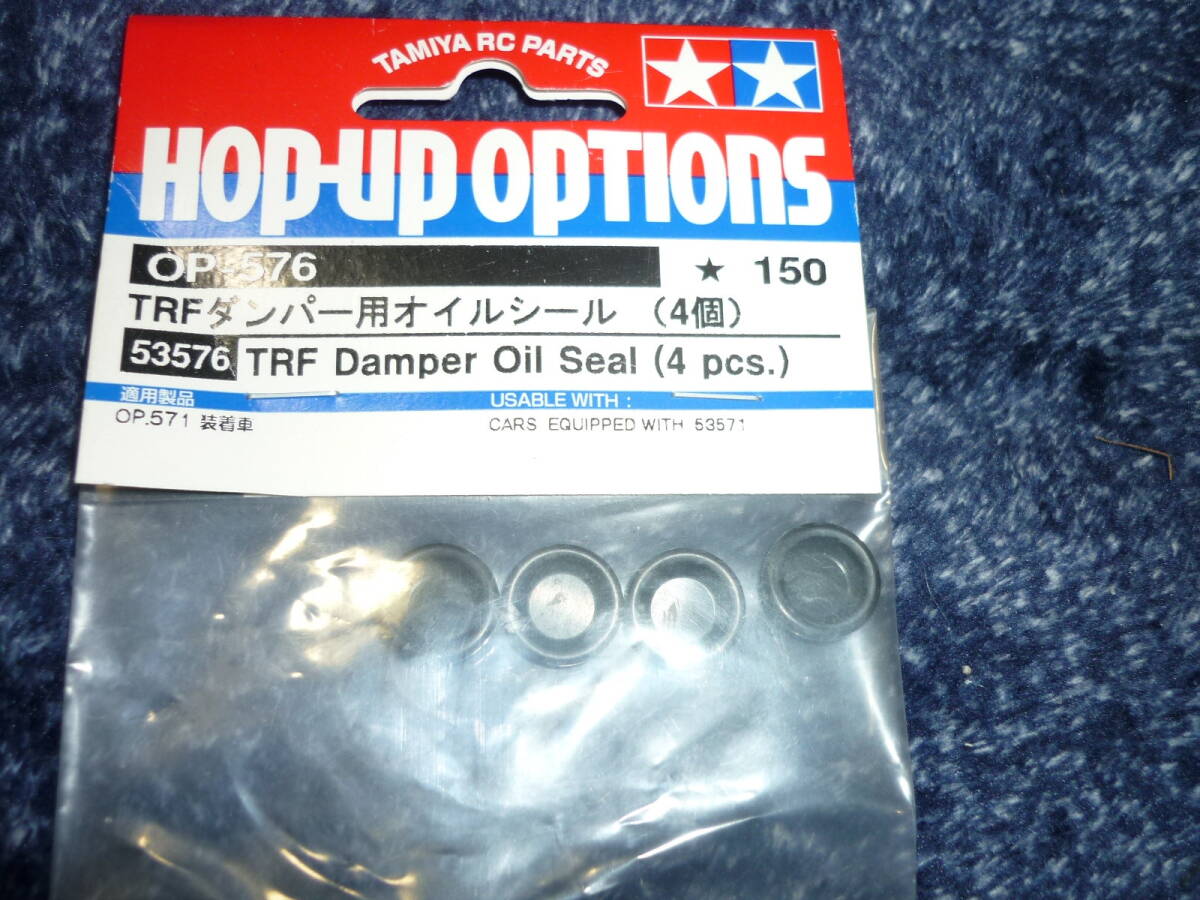 TAMIYA RC PARTS
HOP-UP OPTIONS
OP-576 ★ 150
TRFダンパー用オイルシール (4個)
53576 TRF Damper Oil Seal (4 pcs.)
適用製品 USABLE WITH :
OP.571 装着車 CARS EQUIPPED WITH 53571